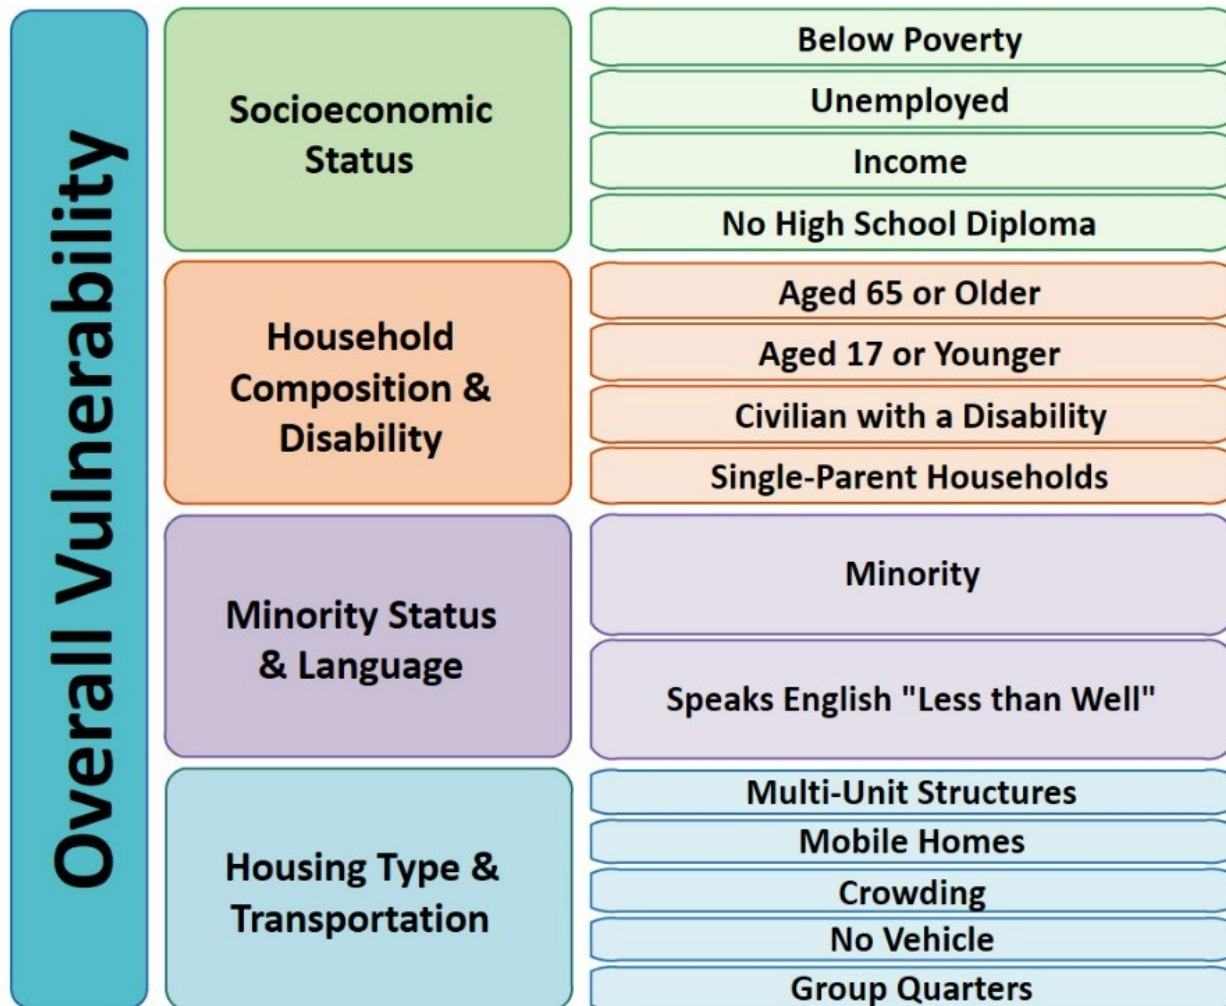 Overall Vulnerability
Socioeconomic
Status
Below Poverty
Unemployed
Income
No High School Diploma
Household
Composition &
Disability
Aged 65 or Older
Aged 17 or Younger
Civilian with a Disability
Single-Parent Households
Minority Status
& Language
Minority
Speaks English "Less than Well"
Housing Type &
Transportation
Multi-Unit Structures
Mobile Homes
Crowding
No Vehicle
Group Quarters